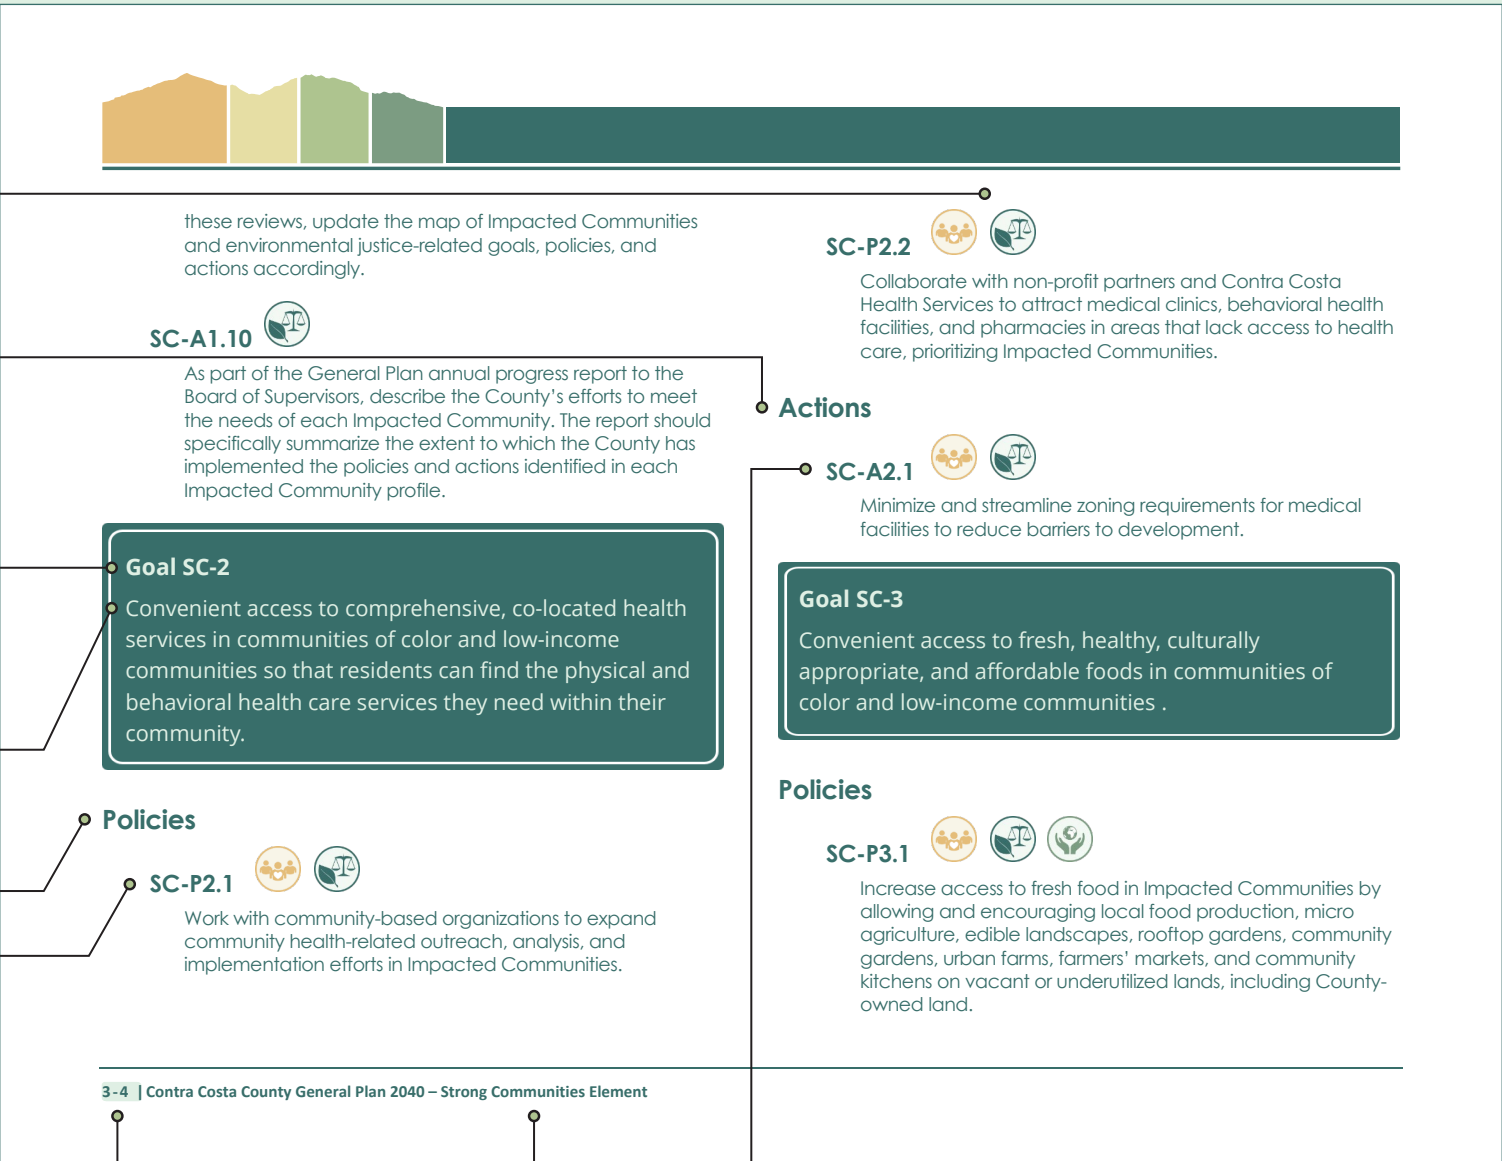 these reviews, update the map of Impacted Communities
and environmental justice-related goals, policies, and
actions accordingly.
SC-A1.10
As part of the General Plan annual progress report to the
Board of Supervisors, describe the County’s efforts to meet
the needs of each Impacted Community. The report should
specifically summarize the extent to which the County has
implemented the policies and actions identified in each
Impacted Community profile.
Goal SC-2
Convenient access to comprehensive, co-located health
services in communities of color and low-income
communities so that residents can find the physical and
behavioral health care services they need within their
community.
Policies
SC-P2.1
Work with community-based organizations to expand
community health-related outreach, analysis, and
implementation efforts in Impacted Communities.
SC-P2.2
Collaborate with non-profit partners and Contra Costa
Health Services to attract medical clinics, behavioral health
facilities, and pharmacies in areas that lack access to health
care, prioritizing Impacted Communities.
Actions
SC-A2.1
Minimize and streamline zoning requirements for medical
facilities to reduce barriers to development.
Goal SC-3
Convenient access to fresh, healthy, culturally
appropriate, and affordable foods in communities of
color and low-income communities .
Policies
SC-P3.1
Increase access to fresh food in Impacted Communities by
allowing and encouraging local food production, micro
agriculture, edible landscapes, rooftop gardens, community
gardens, urban farms, farmers’ markets, and community
kitchens on vacant or underutilized lands, including County-
owned land.
3-4 | Contra Costa County General Plan 2040 – Strong Communities Element